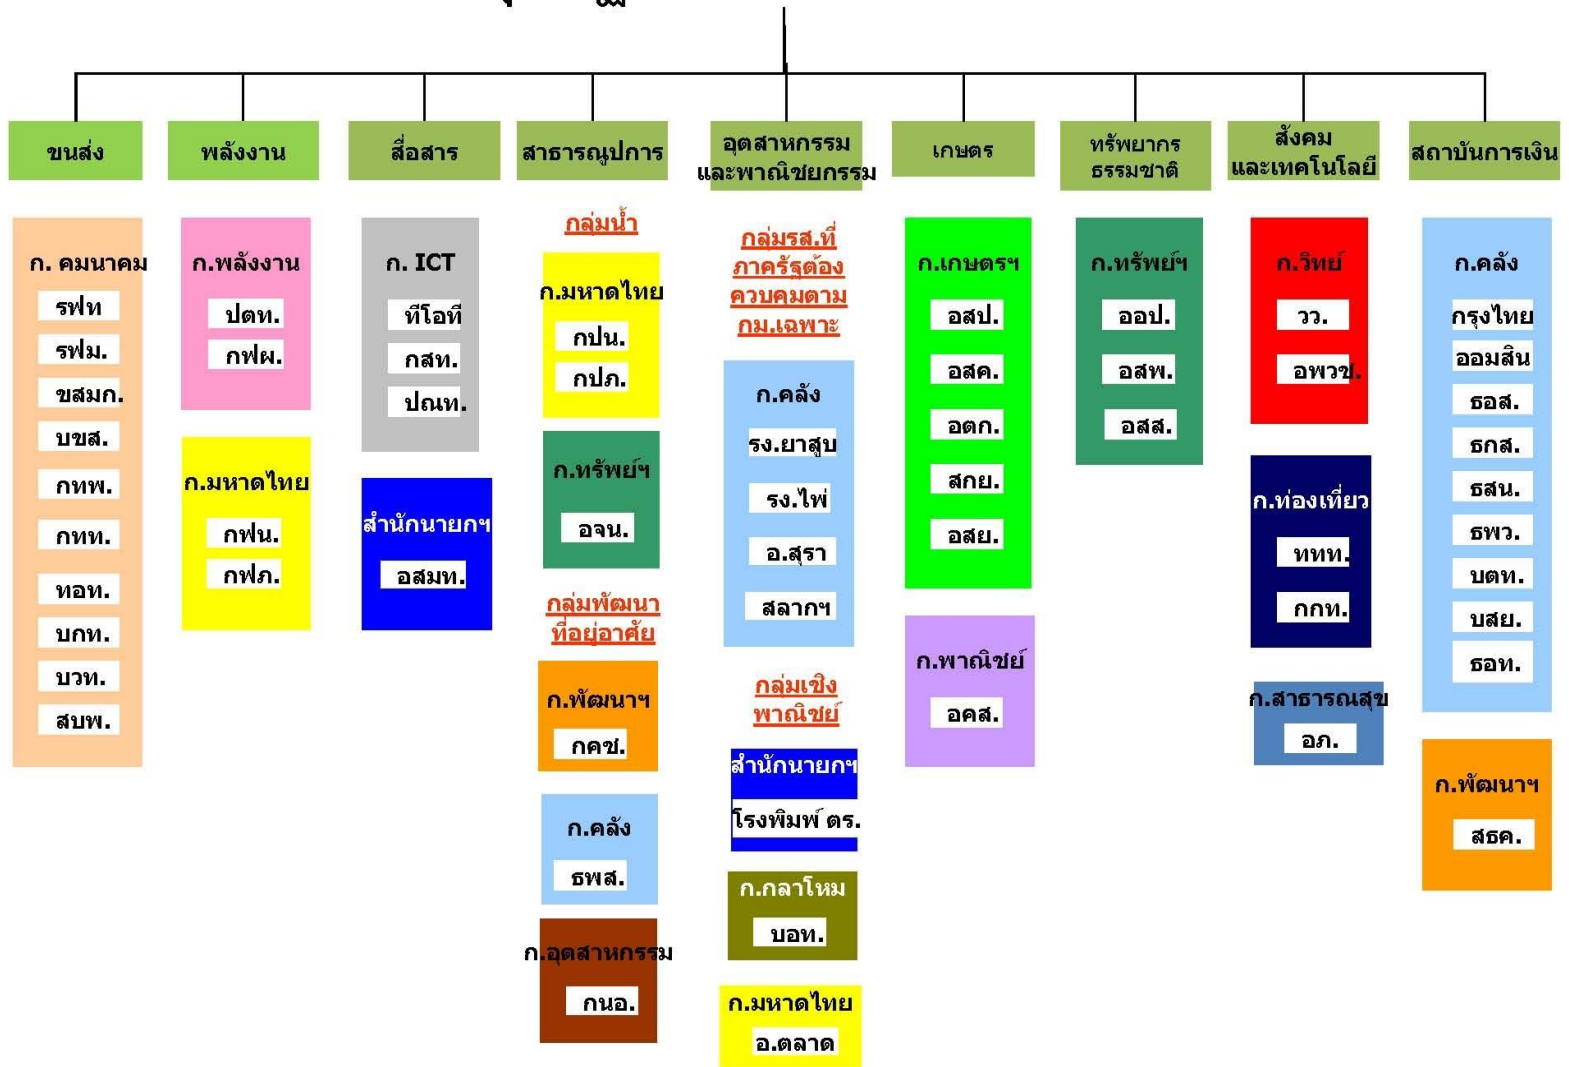 ขนส่ง
ก. คมนาคม
รฟท
รฟม.
ขสมก.
บขส.
กทพ.
กทท.
ทอท.
บกท.
บวท.
สบพ.
พลังงาน
ก.พลังงาน
ปตท.
กฟผ.
ก.มหาดไทย
กฟน.
กฟภ.
สื่อสาร
ก. ICT
ทีโอที
กสท.
ปณท.
สำนักนายกฯ
อสมท.
สาธารณูปการ
กลุ่มน้ำ
ก.มหาดไทย
กปน.
กปภ.
ก.ทรัพย์ฯ
อจน.
กลุ่มพัฒนา
ที่อยู่อาศัย
ก.พัฒนาฯ
กคช.
ก.คลัง
ธพส.
ก.อุตสาหกรรม
กนอ.
อุตสาหกรรม
และพาณิชยกรรม
กลุ่มรส.ที่
ภาครัฐต้อง
ควบคุมตาม
กม.เฉพาะ
ก.คลัง
รง.ยาสูบ
รง.ไพ่
อ.สุรา
สลากฯ
กลุ่มเชิง
พาณิชย์
สำนักนายกฯ
โรงพิมพ์ ตร.
ก.กลาโหม
บอท.
ก.มหาดไทย
อ.ตลาด
เกษตร
ก.เกษตรฯ
อสป.
อสค.
อตก.
สกย.
อสย.
ก.พาณิชย์
อคส.
ทรัพยากร
ธรรมชาติ
ก.ทรัพย์ฯ
ออป.
อสพ.
อสส.
สังคม
และเทคโนโลยี
ก.วิทย์
วว.
อพวช.
ก.ท่องเที่ยว
ททท.
กกท.
ก.สาธารณสุข
อภ.
สถาบันการเงิน
ก.คลัง
กรุงไทย
ออมสิน
ธอส.
ธกส.
ธสน.
ธพว.
บตท.
บสย.
ธอท.
ก.พัฒนาฯ
สธค.